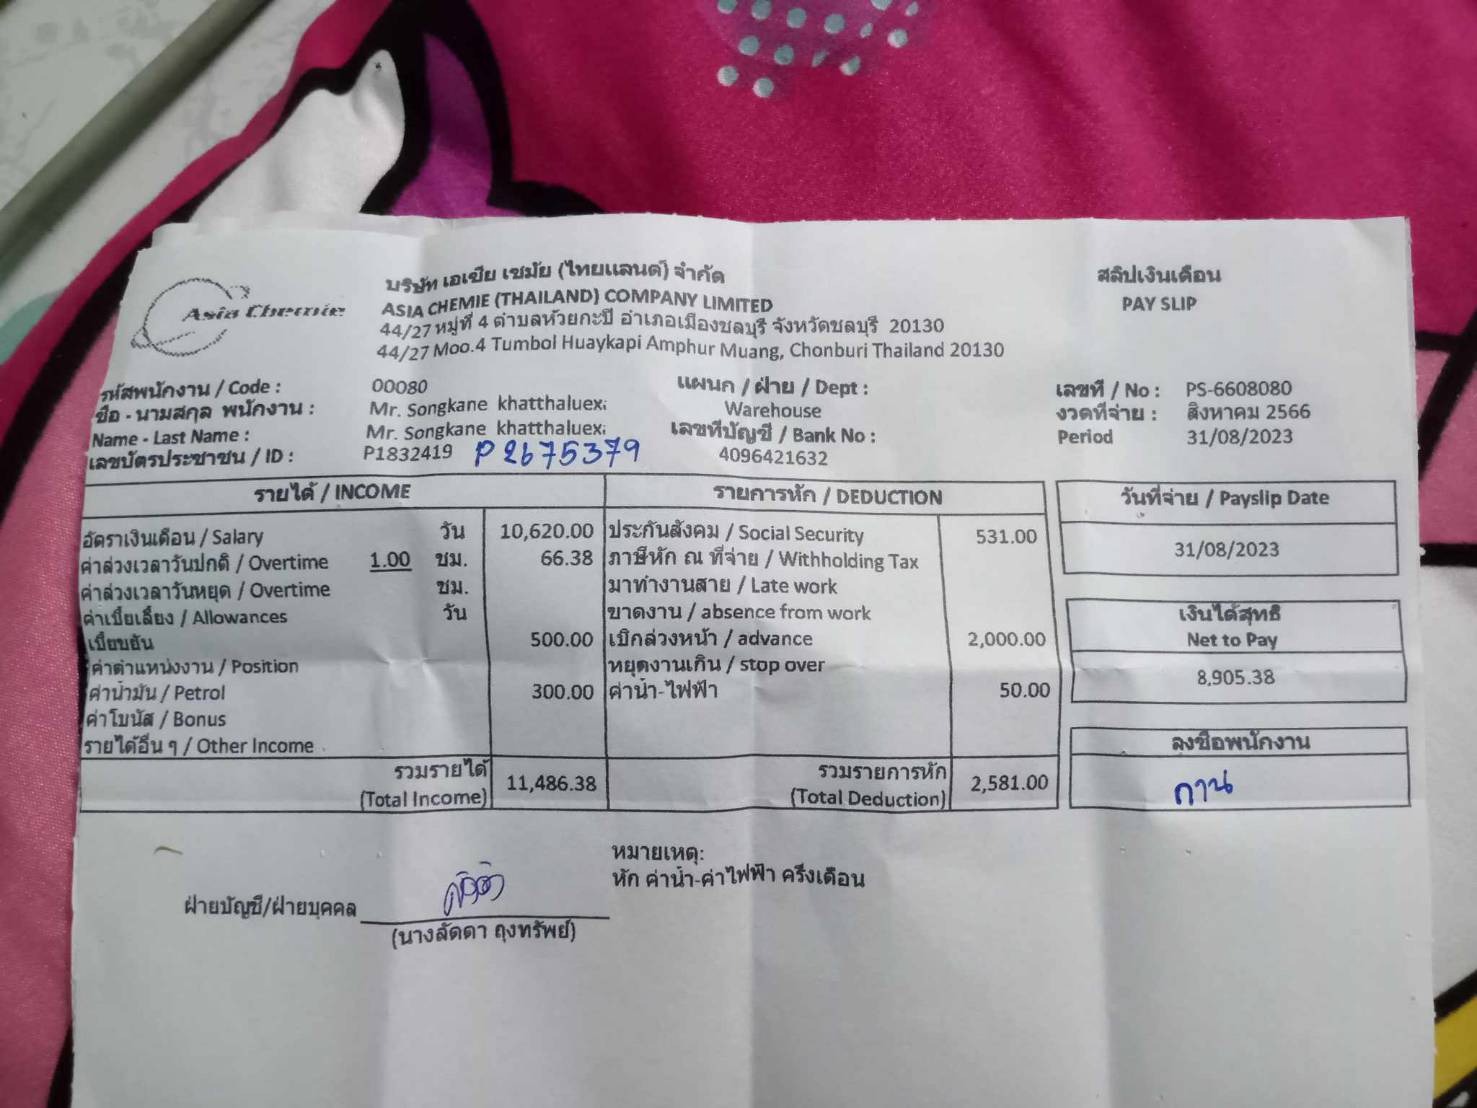 Asia Chemie
บริษัท เอเซีย เชมัย (ไทยแลนด์) จำกัด
ASIA CHEMIE (THAILAND) COMPANY LIMITED
44/27 หมู่ที่ 4 ตำบลห้วยกะปิ อำเภอเมืองชลบุรี จังหวัดชลบุรี 20130
44/27 Moo.4 Tumbol Huaykapi Amphur Muang, Chonburi Thailand 20130
สลิปเงินเดือน
PAY SLIP
รหัสพนักงาน / Code : 00080 แผนก / ฝ่าย / Dept : เลขที่ / No : PS-6608080
ชื่อ - นามสกุล พนักงาน : Mr. Songkane khatthaluexa Warehouse งวดที่จ่าย : สิงหาคม 2566
Name - Last Name : Mr. Songkane khatthaluexa เลขที่บัญชี / Bank No : Period 31/08/2023
เลขบัตรประชาชน / ID : P1832419 P2675379 4096421632
รายได้ / INCOME รายการหัก / DEDUCTION วันที่จ่าย / Payslip Date
อัตราเงินเดือน / Salary วัน 10,620.00 ประกันสังคม / Social Security 531.00 31/08/2023
ค่าล่วงเวลาวันปกติ / Overtime 1.00 ชม. 66.38 ภาษีหัก ณ ที่จ่าย / Withholding Tax
ค่าล่วงเวลาวันหยุด / Overtime ชม. มาทำงานสาย / Late work
ค่าเบี้ยเลี้ยง / Allowances วัน ขาดงาน / absence from work เงินได้สุทธิ
เบี้ยขยัน 500.00 เบิกล่วงหน้า / advance 2,000.00 Net to Pay
ค่าตำแหน่งงาน / Position หยุดงานเกิน / stop over 8,905.38
ค่าน้ำมัน / Petrol 300.00 ค่าน้ำ-ไฟฟ้า 50.00
ค่าโบนัส / Bonus
รายได้อื่น ๆ / Other Income ลงชื่อพนักงาน
รวมรายได้ 11,486.38 รวมรายการหัก 2,581.00 กาน
(Total Income) (Total Deduction)
หมายเหตุ:
หัก ค่าน้ำ-ค่าไฟฟ้า ครึ่งเดือน
ฝ่ายบัญชี/ฝ่ายบุคคล
(นางลัดดา ถุงทรัพย์)